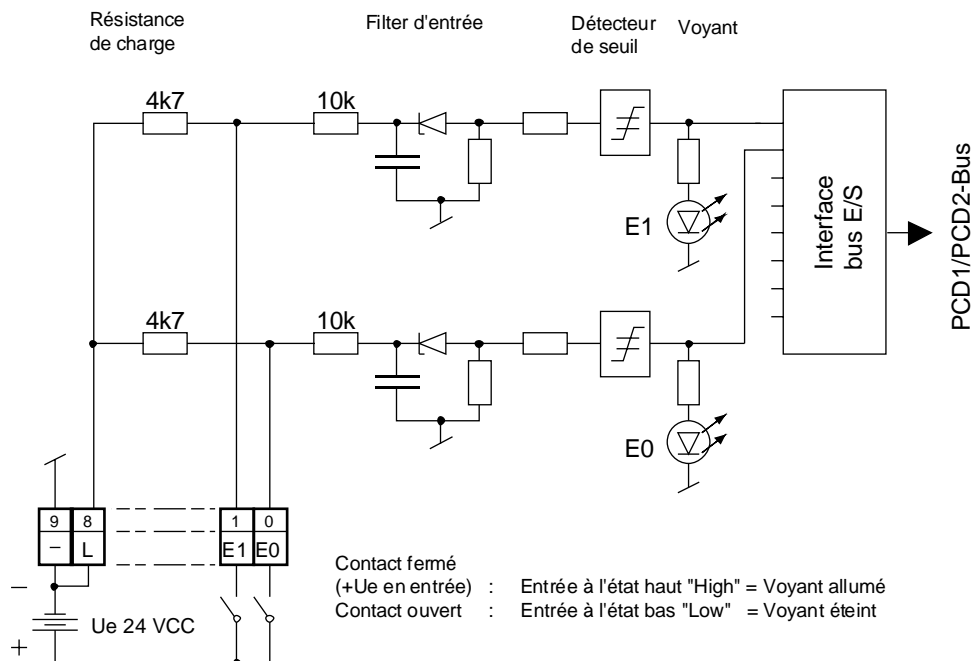 Résistance
de charge
Filter d'entrée
Détecteur
de seuil
Voyant
4k7
10k
E1
Interface
bus E/S
PCD1/PCD2-Bus
4k7
10k
E0
9 8 1 0
– L E1 E0
–
Ue 24 VCC
+
Contact fermé
(+Ue en entrée) : Entrée à l'état haut "High" = Voyant allumé
Contact ouvert : Entrée à l'état bas "Low" = Voyant éteint